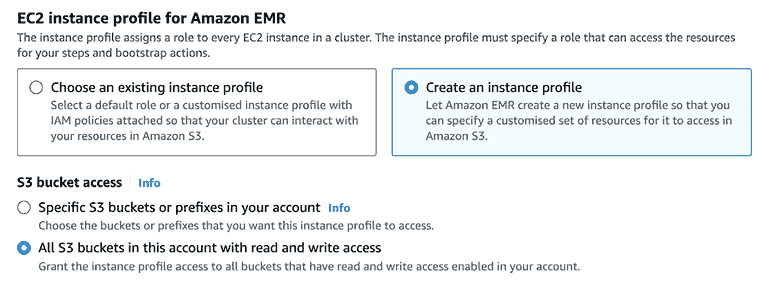 EC2 instance profile for Amazon EMR
The instance profile assigns a role to every EC2 instance in a cluster. The instance profile must specify a role that can access the resources
for your steps and bootstrap actions.
Choose an existing instance profile
Select a default role or a customised instance profile with
IAM policies attached so that your cluster can interact with
your resources in Amazon S3.
Create an instance profile
Let Amazon EMR create a new instance profile so that you
can specify a customised set of resources for it to access in
Amazon S3.
S3 bucket access Info
Specific S3 buckets or prefixes in your account Info
Choose the buckets or prefixes that you want this instance profile to access.
All S3 buckets in this account with read and write access
Grant the instance profile access to all buckets that have read and write access enabled in your account.